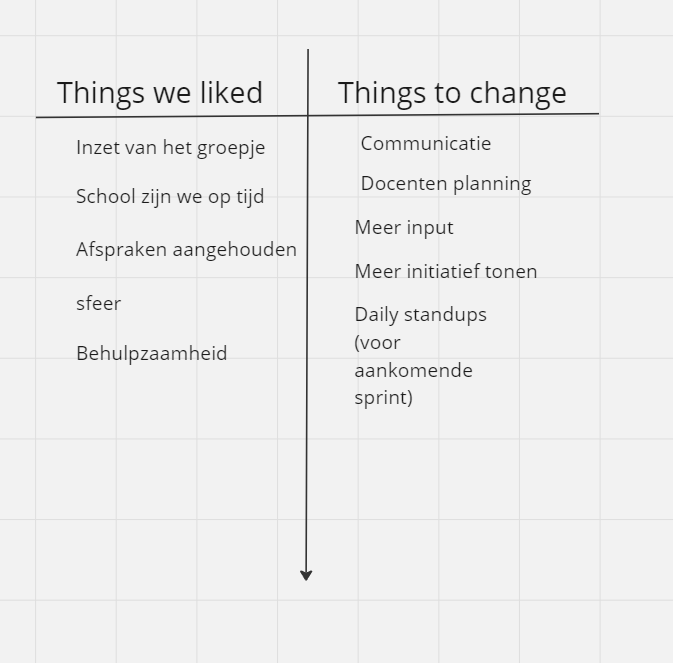 Things we liked
Inzet van het groepje
School zijn we op tijd
Afspraken aangehouden
sfeer
Behulpzaamheid
Things to change
Communicatie
Docenten planning
Meer input
Meer initiatief tonen
Daily standups
(voor
aankomende
sprint)